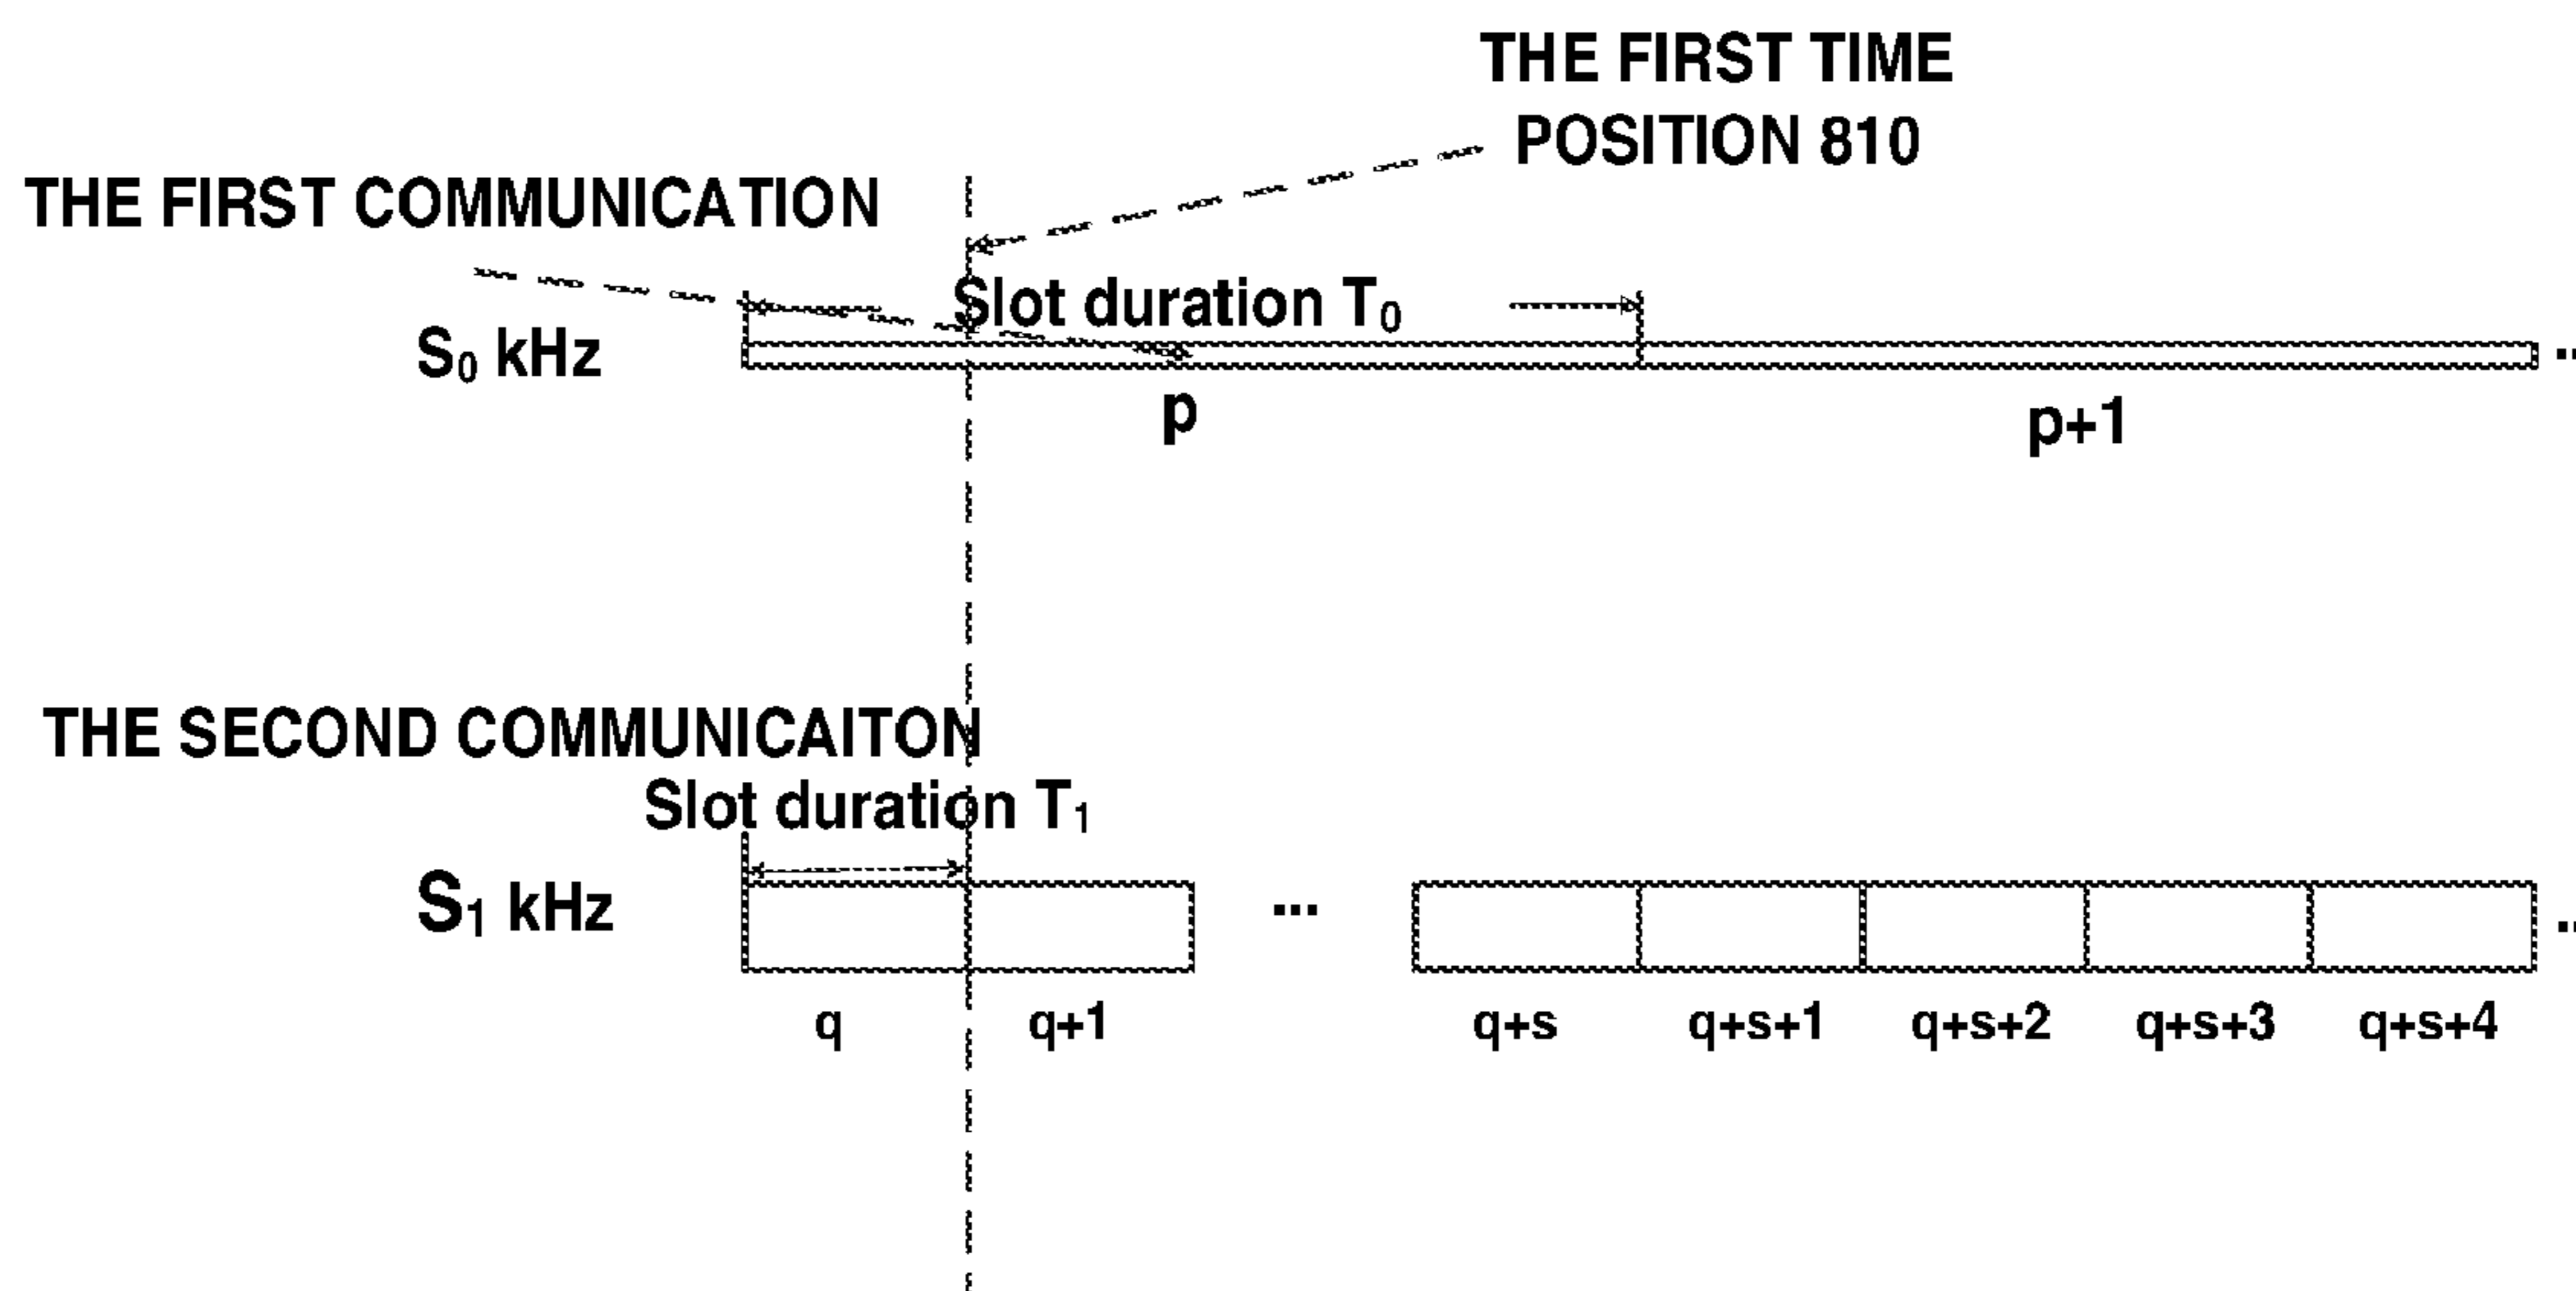 THE FIRST TIME
POSITION 810
THE FIRST COMMUNICATION
Slot duration T₀
S₀ kHz
...
p
p+1
THE SECOND COMMUNICAITON
Slot duration T₁
S₁ kHz
...
...
q
q+1
q+s
q+s+1
q+s+2
q+s+3
q+s+4